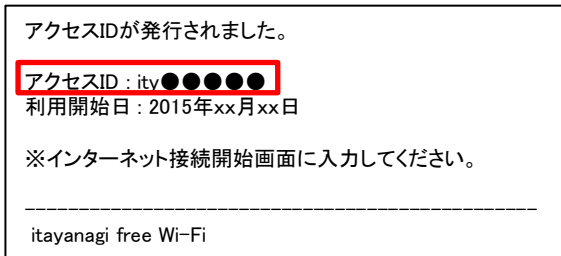 アクセスIDが発行されました。
アクセスID : ity●●●●●
利用開始日 : 2015年xx月xx日
※インターネット接続開始画面に入力してください。
------------------------------------------------
itayanagi free Wi-Fi